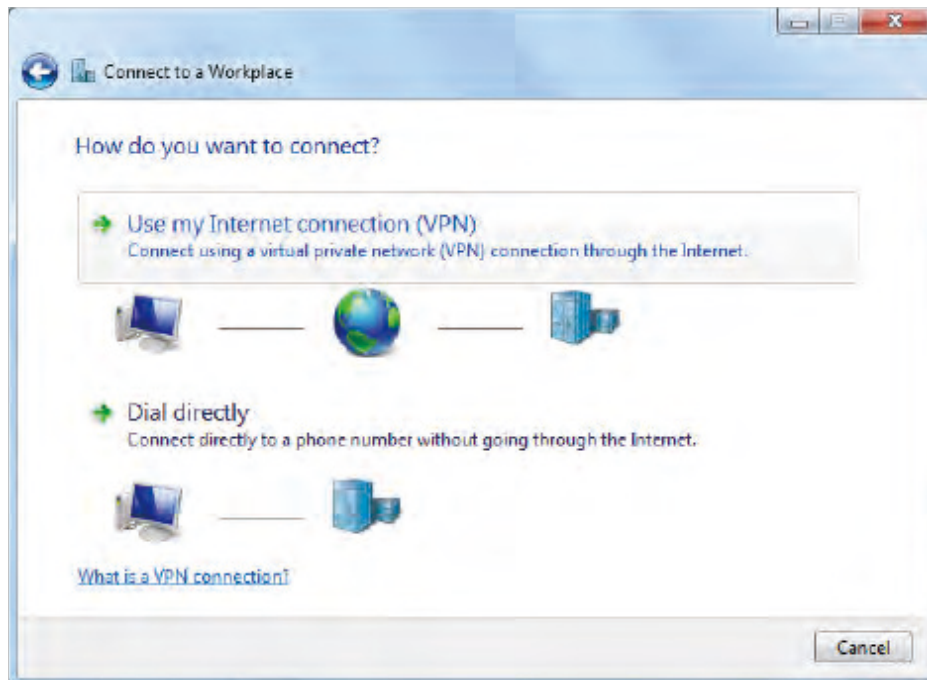 Connect to a Workplace
How do you want to connect?
Use my Internet connection (VPN)
Connect using a virtual private network (VPN) connection through the Internet.
Dial directly
Connect directly to a phone number without going through the Internet.
What is a VPN connection?
Cancel